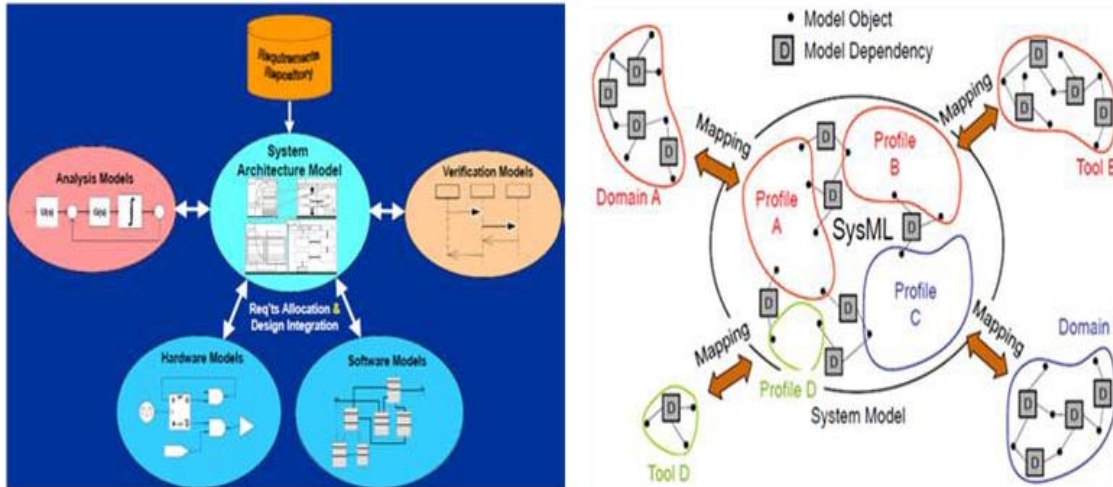 Requirements
Repository
System
Architecture Model
Analysis Models
G(s)
∫
Verification Models
Req'ts Allocation &
Design Integration
Hardware Models
Software Models
Model Object
D Model Dependency
D
D
D
D
Domain A
Mapping
D
D
D
D
Tool B
Mapping
D
D
D
D
D
D
Profile
A
Profile
B
SysML
Profile
C
Profile D
System Model
Mapping
D
Tool D
Mapping
Domain
D
D
D
D